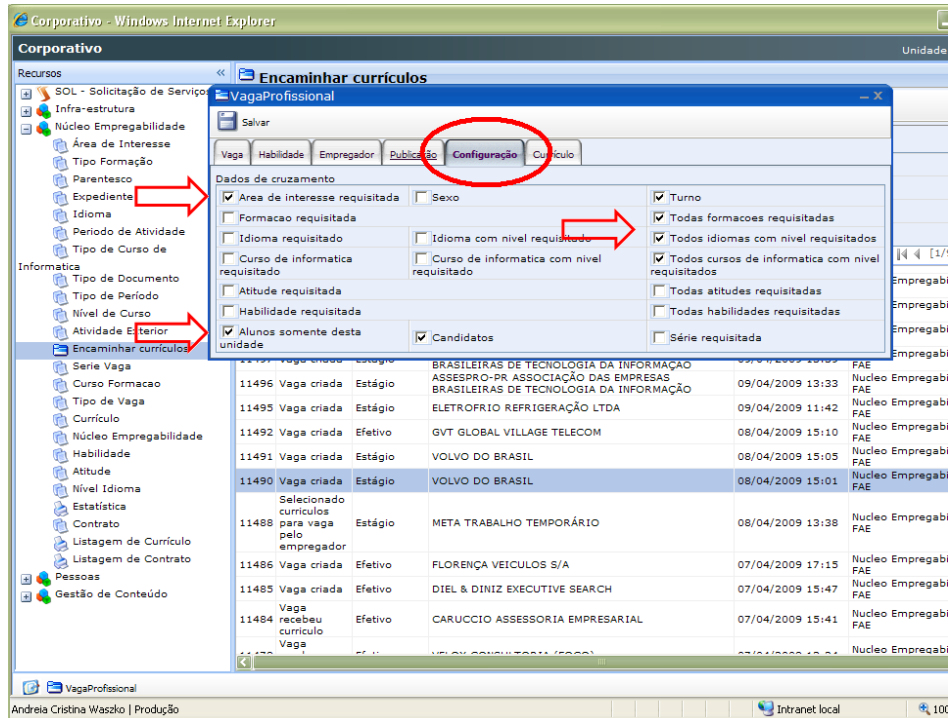 Corporativo - Windows Internet Explorer
Corporativo
Unidade
Recursos
«
Encaminhar currículos
SOL - Solicitação de Serviços
Infra-estrutura
Núcleo Empregabilidade
Área de Interesse
Tipo Formação
Parentesco
Expediente
Idioma
Periodo de Atividade
Tipo de Curso de
Informatica
Tipo de Documento
Tipo de Período
Nível de Curso
Atividade Exterior
Encaminhar currículos
Serie Vaga
Curso Formacao
Tipo de Vaga
Currículo
Núcleo Empregabilidade
Habilidade
Atitude
Nível Idioma
Estatística
Contrato
Listagem de Currículo
Listagem de Contrato
Pessoas
Gestão de Conteúdo
VagaProfissional
Salvar
Vaga Habilidade Empregador Publicação Configuração Currículo
Dados de cruzamento
Area de interesse requisitada Sexo Turno
Formacao requisitada Todas formacoes requisitadas
Idioma requisitado Idioma com nivel requisitado Todos idiomas com nivel requisitados
Curso de informatica requisitado Curso de informatica com nivel requisitado Todos cursos de informatica com nivel requisitados
Atitude requisitada Todas atitudes requisitadas
Habilidade requisitada Todas habilidades requisitadas
Alunos somente desta unidade Candidatos Série requisitada
[1/
Empregabi
Empregabi
Empregabi
Empregabi
BRASILEIRAS DE TECNOLOGIA DA INFORMAÇÃO FAE
11496 Vaga criada Estágio ASSESPRO-PR ASSOCIAÇÃO DAS EMPRESAS BRASILEIRAS DE TECNOLOGIA DA INFORMAÇÃO 09/04/2009 13:33 Nucleo Empregabi FAE
11495 Vaga criada Estágio ELETROFRIO REFRIGERAÇÃO LTDA 09/04/2009 11:42 Nucleo Empregabi FAE
11492 Vaga criada Efetivo GVT GLOBAL VILLAGE TELECOM 08/04/2009 15:10 Nucleo Empregabi FAE
11491 Vaga criada Estágio VOLVO DO BRASIL 08/04/2009 15:05 Nucleo Empregabi FAE
11490 Vaga criada Estágio VOLVO DO BRASIL 08/04/2009 15:01 Nucleo Empregabi FAE
11488 Selecionado curriculos para vaga pelo empregador Estágio META TRABALHO TEMPORÁRIO 08/04/2009 13:38 Nucleo Empregabi FAE
11486 Vaga criada Efetivo FLORENÇA VEICULOS S/A 07/04/2009 17:15 Nucleo Empregabi FAE
11485 Vaga criada Efetivo DIEL & DINIZ EXECUTIVE SEARCH 07/04/2009 15:47 Nucleo Empregabi FAE
11484 Vaga recebeu curriculo Efetivo CARUCCIO ASSESSORIA EMPRESARIAL 07/04/2009 15:41 Nucleo Empregabi FAE
Vaga Nucleo Empregabi
VagaProfissional
Andreia Cristina Waszko | Produção
Intranet local
100